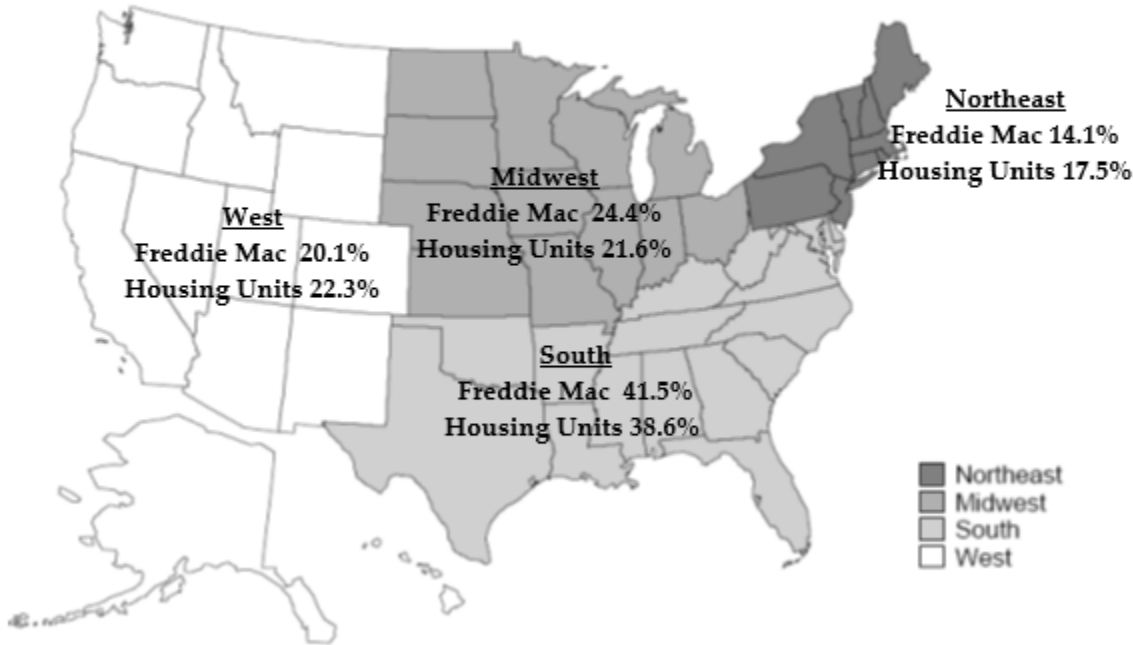 Northeast
Freddie Mac 14.1%
Housing Units 17.5%
Midwest
Freddie Mac 24.4%
Housing Units 21.6%
West
Freddie Mac 20.1%
Housing Units 22.3%
South
Freddie Mac 41.5%
Housing Units 38.6%
Northeast
Midwest
South
West